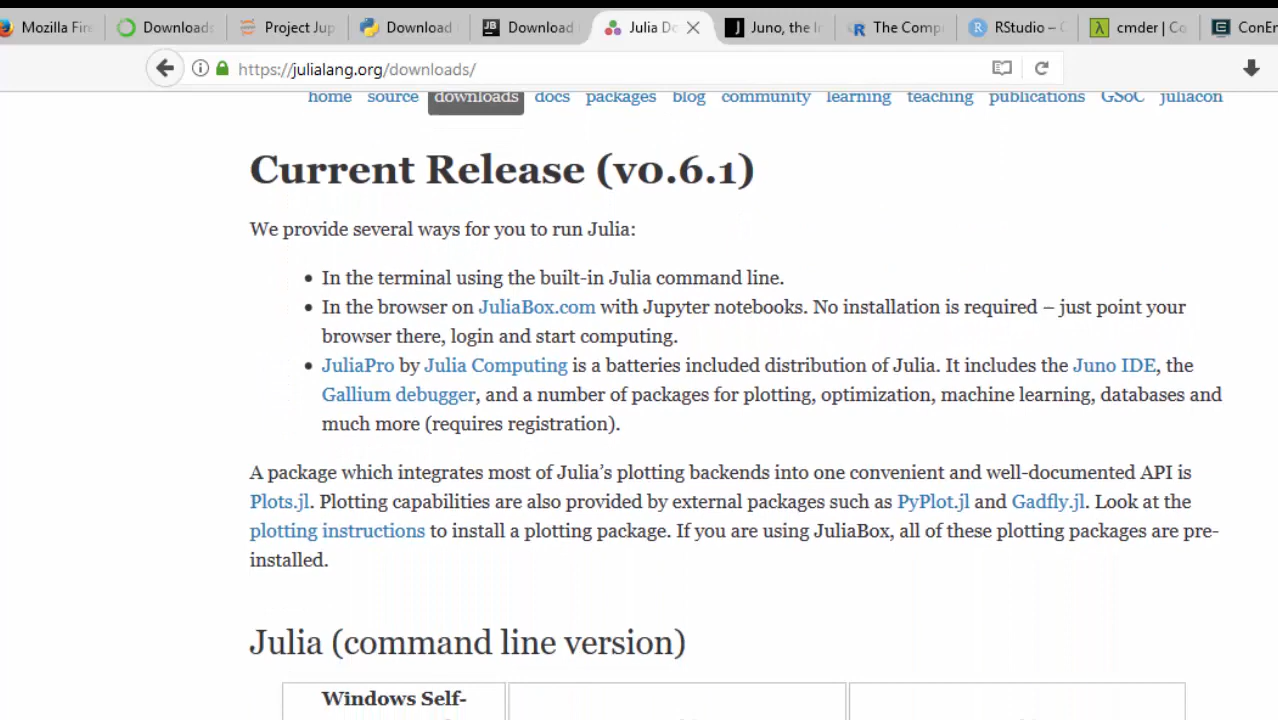 Mozilla Fire
Downloads
Project Jup
Download
JB Download
Julia Do
J Juno, the In
R The Comp
R RStudio – O
λ cmder | Co
ConEm
https://julialang.org/downloads/
home source downloads docs packages blog community learning teaching publications GSoC juliacon
Current Release (v0.6.1)
We provide several ways for you to run Julia:
• In the terminal using the built-in Julia command line.
• In the browser on JuliaBox.com with Jupyter notebooks. No installation is required – just point your
browser there, login and start computing.
• JuliaPro by Julia Computing is a batteries included distribution of Julia. It includes the Juno IDE, the
Gallium debugger, and a number of packages for plotting, optimization, machine learning, databases and
much more (requires registration).
A package which integrates most of Julia's plotting backends into one convenient and well-documented API is
Plots.jl. Plotting capabilities are also provided by external packages such as PyPlot.jl and Gadfly.jl. Look at the
plotting instructions to install a plotting package. If you are using JuliaBox, all of these plotting packages are pre-
installed.
Julia (command line version)
Windows Self-